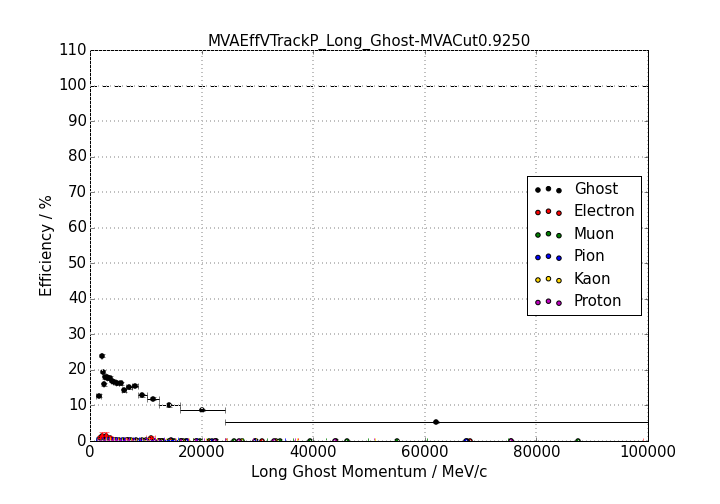 MVAEffVTrackP_Long_Ghost-MVACut0.9250
110
100
90
80
70
60
50
40
30
20
10
0
Efficiency / %
Ghost
Electron
Muon
Pion
Kaon
Proton
0 20000 40000 60000 80000 100000
Long Ghost Momentum / MeV/c